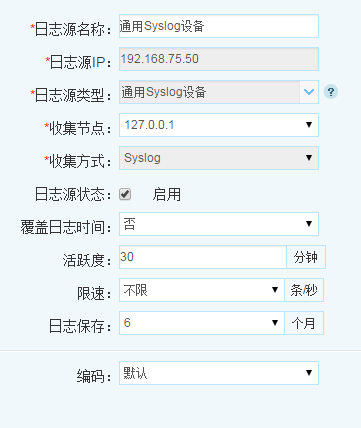 *日志源名称： 通用Syslog设备
*日志源IP： 192.168.75.50
*日志源类型： 通用Syslog设备 ?
*收集节点： 127.0.0.1
*收集方式： Syslog
日志源状态： 启用
覆盖日志时间： 否
活跃度： 30 分钟
限速： 不限 条/秒
日志保存： 6 个月
编码： 默认